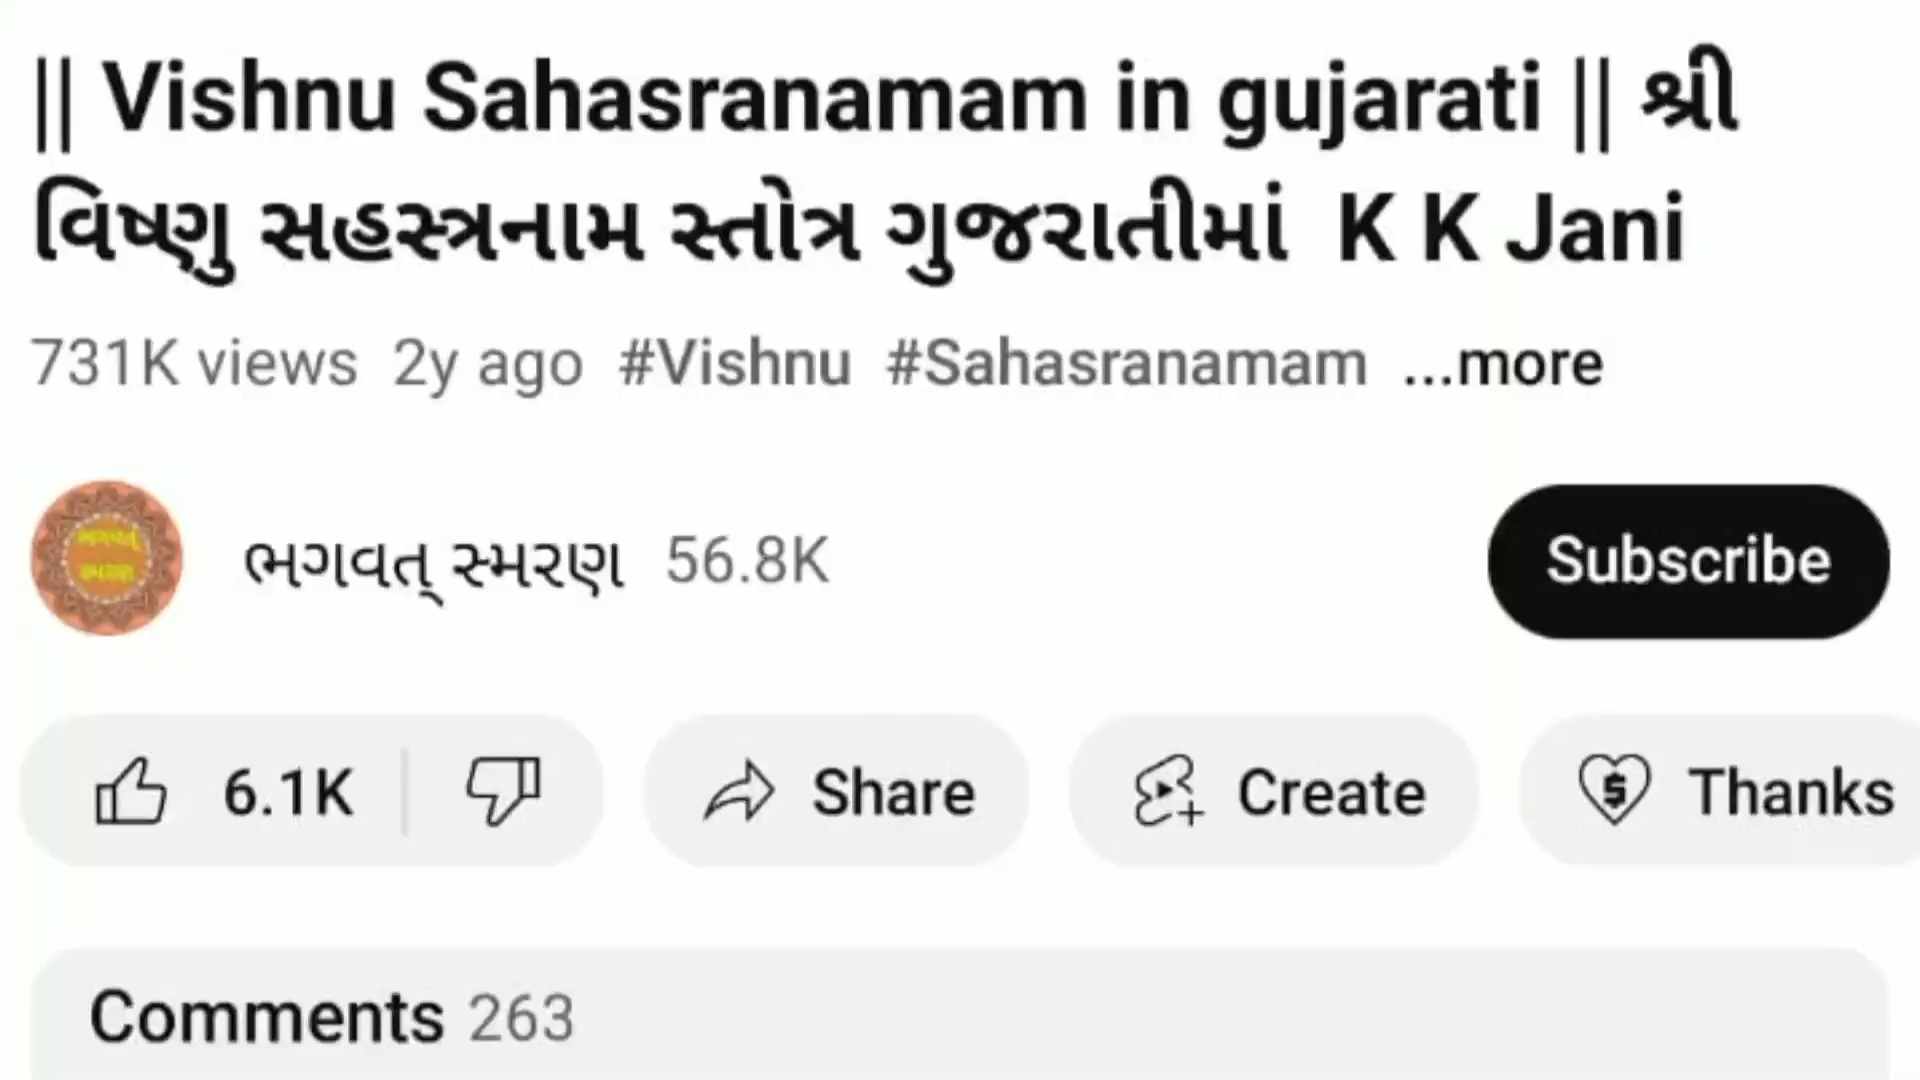 || Vishnu Sahasranamam in gujarati || શ્રી
વિષ્ણુ સહસ્ત્રનામ સ્તોત્ર ગુજરાતીમાં K K Jani
731K views 2y ago #Vishnu #Sahasranamam ...more
ભગવત્ સ્મરણ 56.8K
Subscribe
6.1K
Share
Create
Thanks
Comments 263